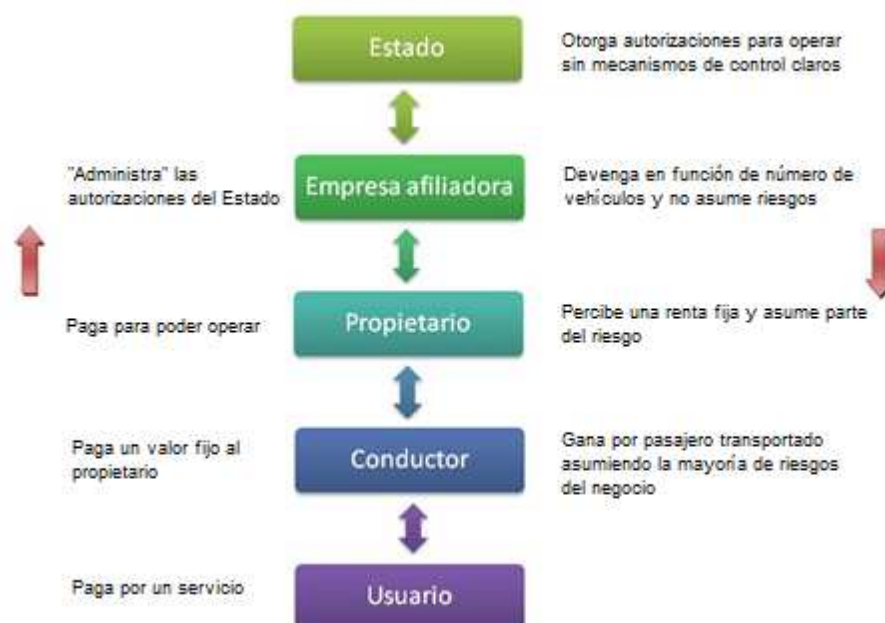 Estado
Otorga autorizaciones para operar
sin mecanismos de control claros
"Administra" las
autorizaciones del Estado
Empresa afiliadora
Devenga en función de número de
vehículos y no asume riesgos
Paga para poder operar
Propietario
Percibe una renta fija y asume parte
del riesgo
Paga un valor fijo al
propietario
Conductor
Gana por pasajero transportado
asumiendo la mayoría de riesgos
del negocio
Paga por un servicio
Usuario